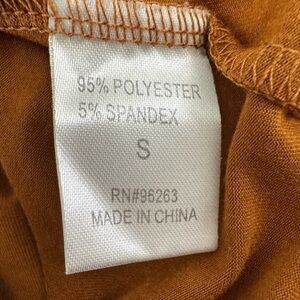 95% POLYESTER
5% SPANDEX
S
RN#96263
MADE IN CHINA